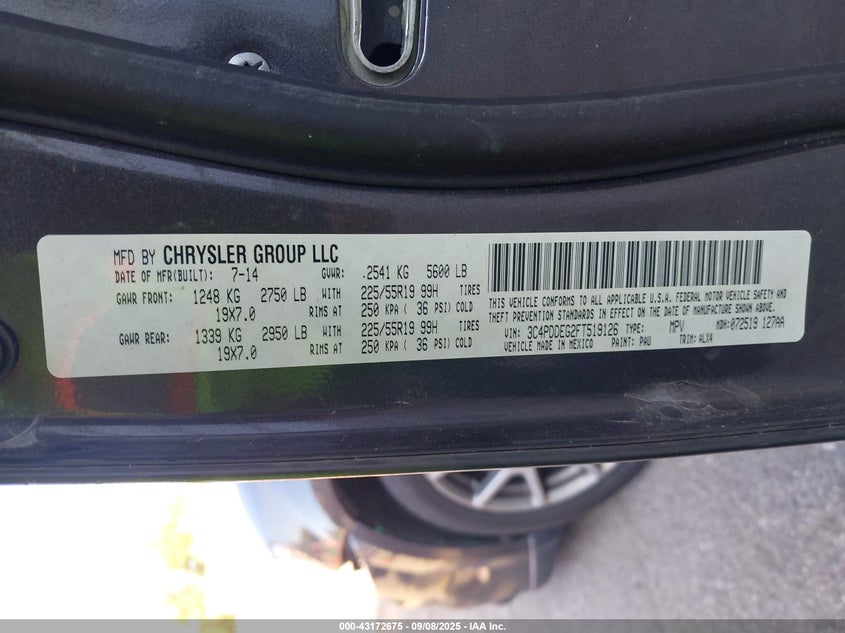 MFD BY CHRYSLER GROUP LLC
DATE OF MFR(BUILT): 7-14 GVWR: 2541 KG 5600 LB
GAWR FRONT: 1248 KG 2750 LB WITH 225/55R19 99H TIRES
19X7.0 RIMS AT 250 KPA ( 36 PSI) COLD
GAWR REAR: 1339 KG 2950 LB WITH 225/55R19 99H TIRES
19X7.0 RIMS AT 250 KPA ( 36 PSI) COLD
THIS VEHICLE CONFORMS TO ALL APPLICABLE U.S.A. FEDERAL MOTOR VEHICLE SAFETY AND
THEFT PREVENTION STANDARDS IN EFFECT ON THE DATE OF MANUFACTURE SHOWN ABOVE.
VIN: 3C4PDDEG2FT519126 TYPE: MPV MDH: 072519 127AA
VEHICLE MADE IN MEXICO PAINT: PAU TRIM: ALX4
000-43172675 - 09/08/2025 - IAA Inc.